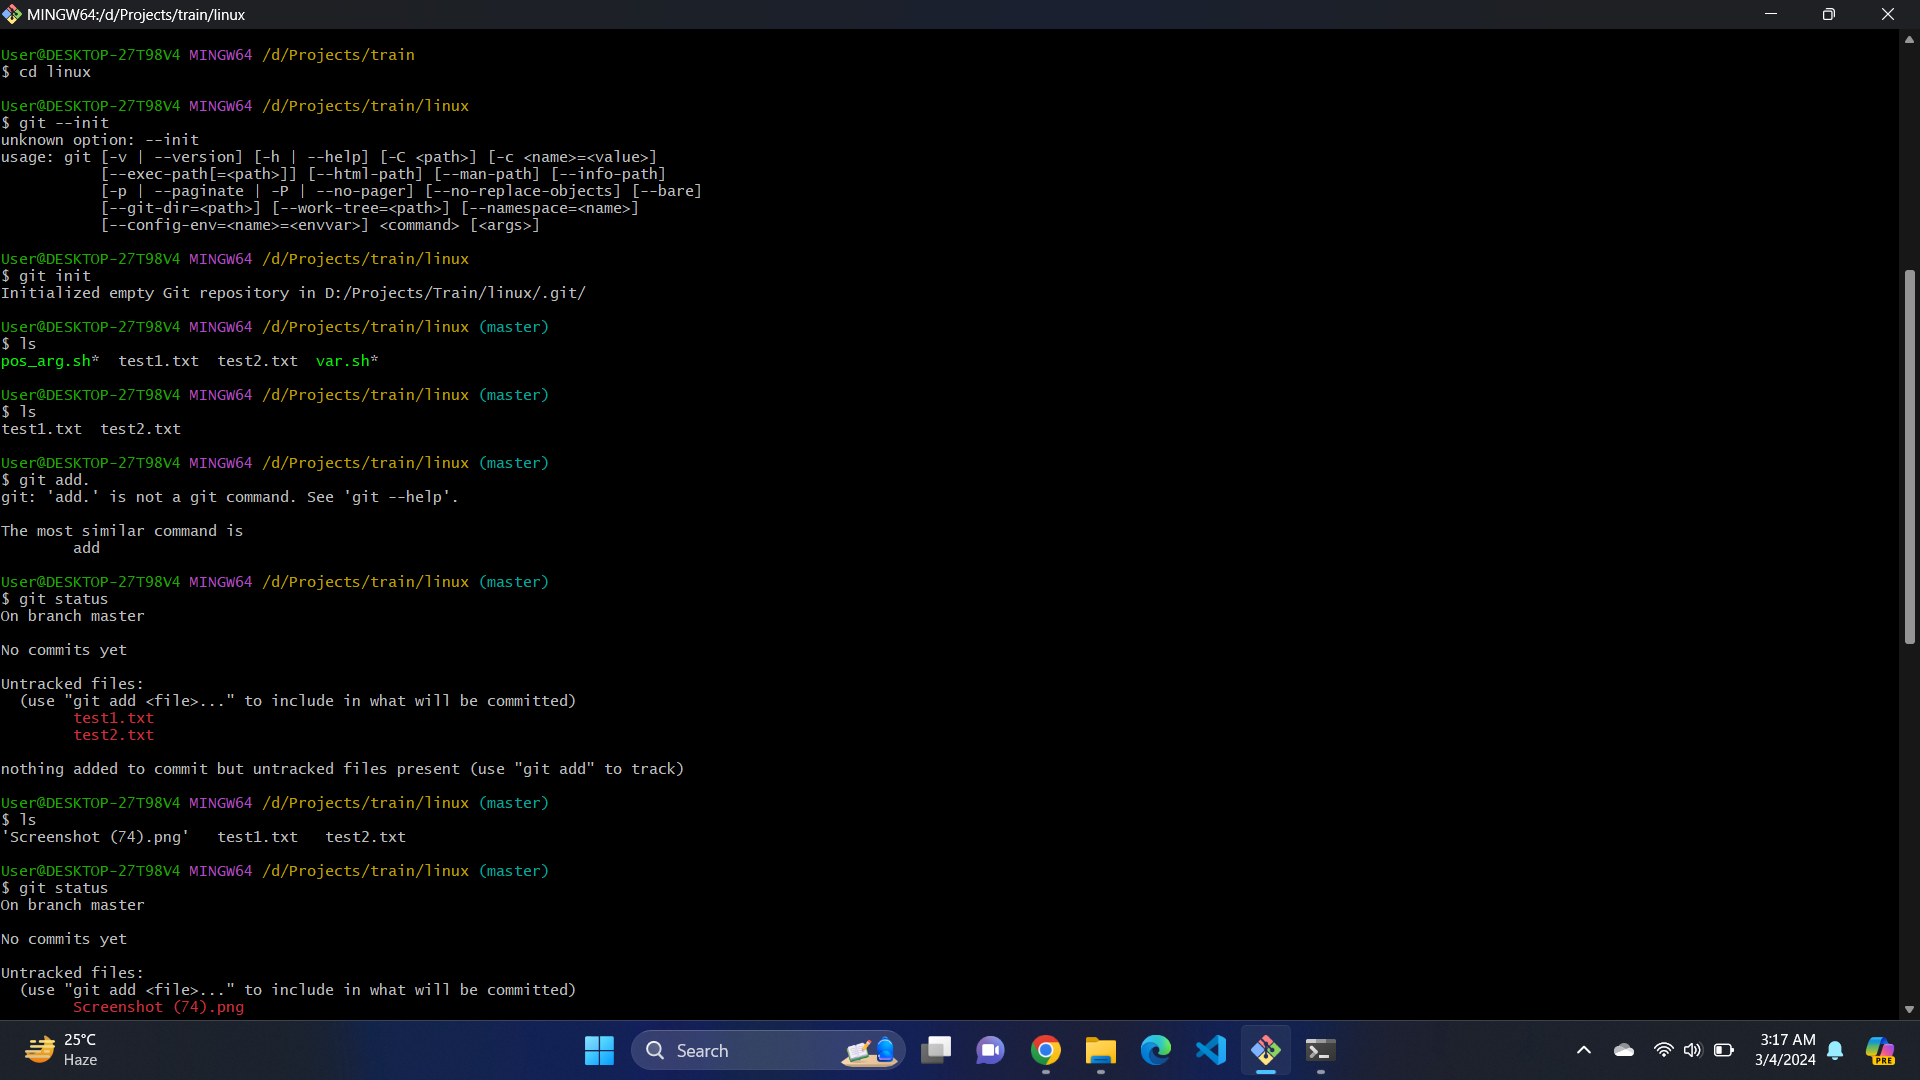 MINGW64:/d/Projects/train/linux
User@DESKTOP-27T98V4 MINGW64 /d/Projects/train
$ cd linux
User@DESKTOP-27T98V4 MINGW64 /d/Projects/train/linux
$ git --init
unknown option: --init
usage: git [-v | --version] [-h | --help] [-C <path>] [-c <name>=<value>]
           [--exec-path[=<path>]] [--html-path] [--man-path] [--info-path]
           [-p | --paginate | -P | --no-pager] [--no-replace-objects] [--bare]
           [--git-dir=<path>] [--work-tree=<path>] [--namespace=<name>]
           [--config-env=<name>=<envvar>] <command> [<args>]
User@DESKTOP-27T98V4 MINGW64 /d/Projects/train/linux
$ git init
Initialized empty Git repository in D:/Projects/Train/linux/.git/
User@DESKTOP-27T98V4 MINGW64 /d/Projects/train/linux (master)
$ ls
pos_arg.sh*  test1.txt  test2.txt  var.sh*
User@DESKTOP-27T98V4 MINGW64 /d/Projects/train/linux (master)
$ ls
test1.txt  test2.txt
User@DESKTOP-27T98V4 MINGW64 /d/Projects/train/linux (master)
$ git add.
git: 'add.' is not a git command. See 'git --help'.
The most similar command is
        add
User@DESKTOP-27T98V4 MINGW64 /d/Projects/train/linux (master)
$ git status
On branch master
No commits yet
Untracked files:
  (use "git add <file>..." to include in what will be committed)
        test1.txt
        test2.txt
nothing added to commit but untracked files present (use "git add" to track)
User@DESKTOP-27T98V4 MINGW64 /d/Projects/train/linux (master)
$ ls
'Screenshot (74).png'   test1.txt   test2.txt
User@DESKTOP-27T98V4 MINGW64 /d/Projects/train/linux (master)
$ git status
On branch master
No commits yet
Untracked files:
  (use "git add <file>..." to include in what will be committed)
        Screenshot (74).png
25°C
Haze
Search
3:17 AM
3/4/2024
PRE